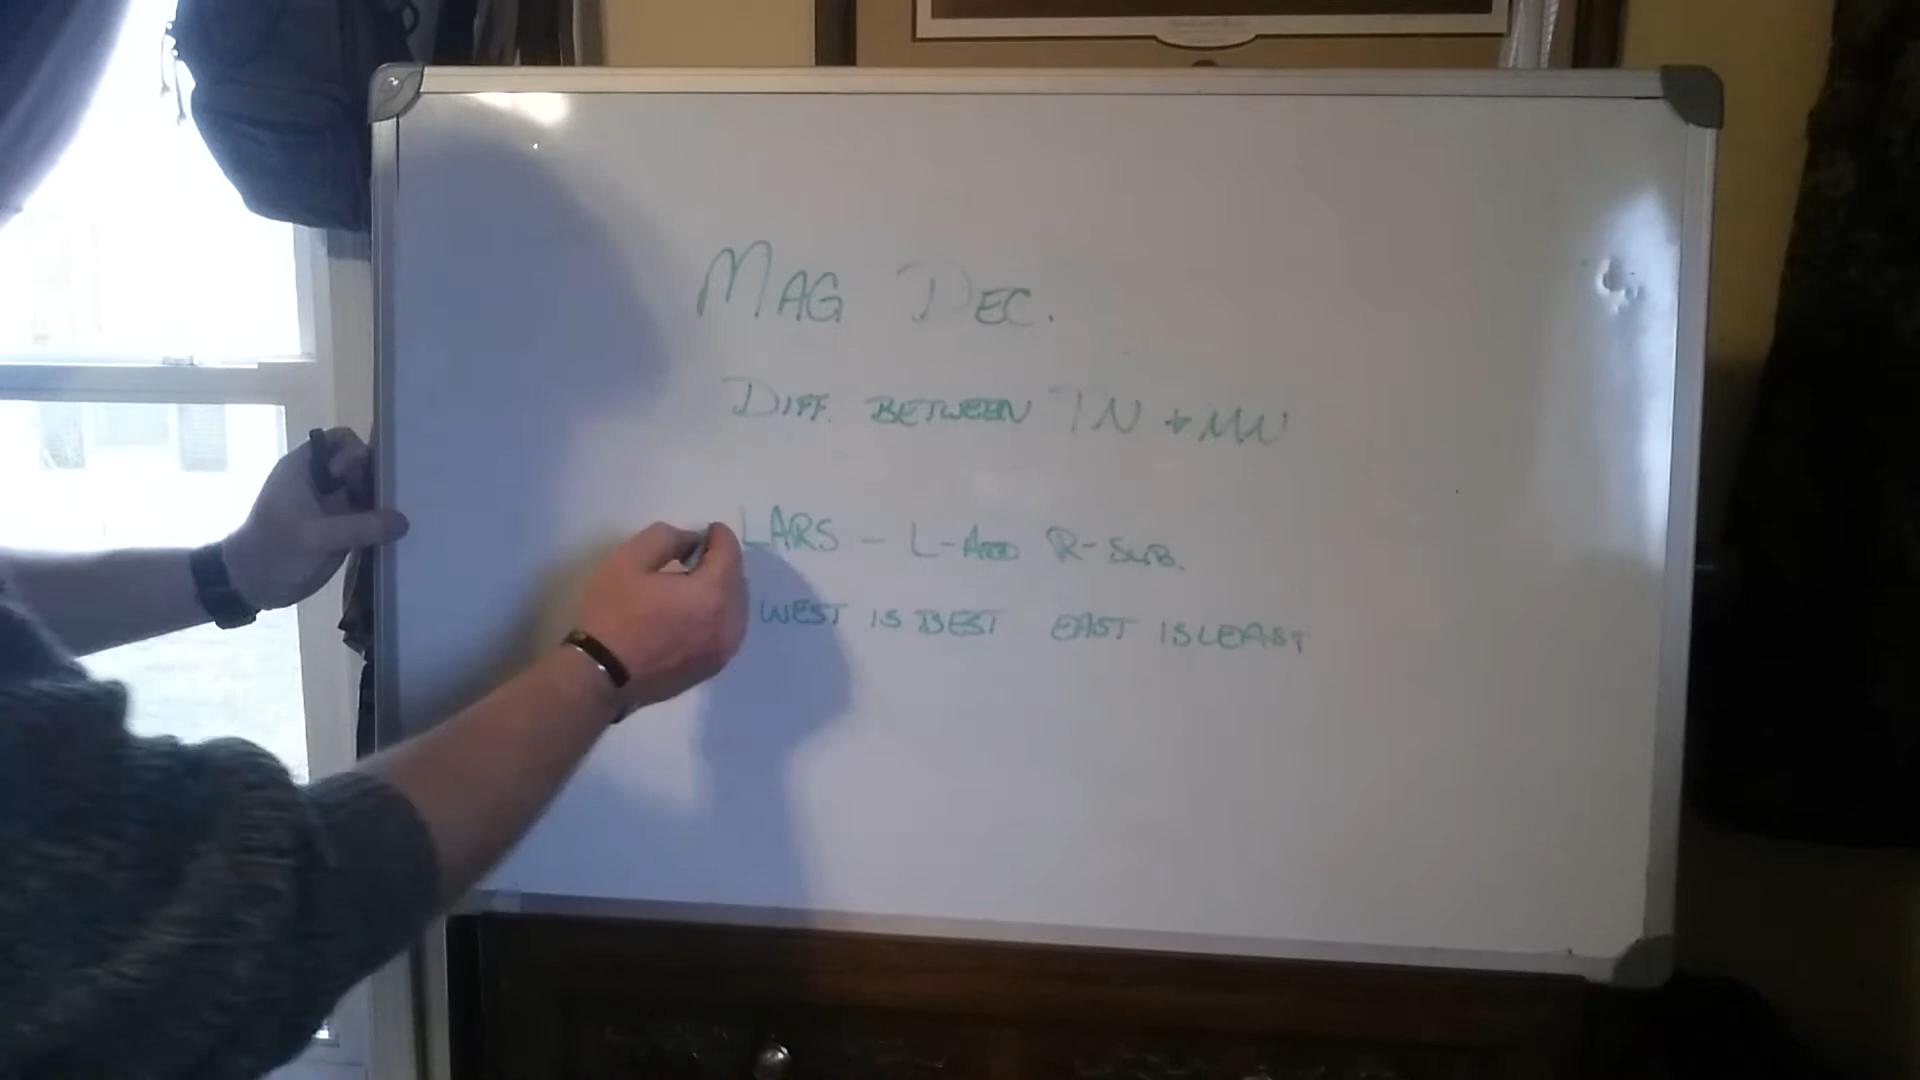 MAG DEC.
DIFF. BETWEEN TN + MN
LARS - L-ADD R-SUB.
WEST IS BEST EAST IS LEAST